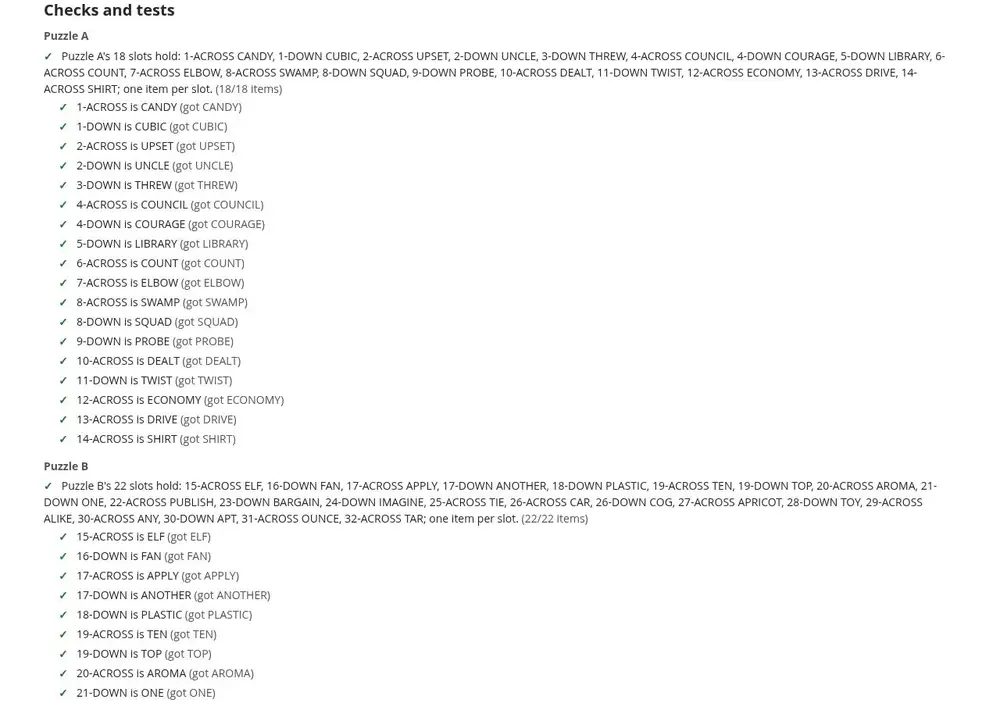 Checks and tests
Puzzle A
✓ Puzzle A's 18 slots hold: 1-ACROSS CANDY, 1-DOWN CUBIC, 2-ACROSS UPSET, 2-DOWN UNCLE, 3-DOWN THREW, 4-ACROSS COUNCIL, 4-DOWN COURAGE, 5-DOWN LIBRARY, 6-
ACROSS COUNT, 7-ACROSS ELBOW, 8-ACROSS SWAMP, 8-DOWN SQUAD, 9-DOWN PROBE, 10-ACROSS DEALT, 11-DOWN TWIST, 12-ACROSS ECONOMY, 13-ACROSS DRIVE, 14-
ACROSS SHIRT; one item per slot. (18/18 items)
✓ 1-ACROSS is CANDY (got CANDY)
✓ 1-DOWN is CUBIC (got CUBIC)
✓ 2-ACROSS is UPSET (got UPSET)
✓ 2-DOWN is UNCLE (got UNCLE)
✓ 3-DOWN is THREW (got THREW)
✓ 4-ACROSS is COUNCIL (got COUNCIL)
✓ 4-DOWN is COURAGE (got COURAGE)
✓ 5-DOWN is LIBRARY (got LIBRARY)
✓ 6-ACROSS is COUNT (got COUNT)
✓ 7-ACROSS is ELBOW (got ELBOW)
✓ 8-ACROSS is SWAMP (got SWAMP)
✓ 8-DOWN is SQUAD (got SQUAD)
✓ 9-DOWN is PROBE (got PROBE)
✓ 10-ACROSS is DEALT (got DEALT)
✓ 11-DOWN is TWIST (got TWIST)
✓ 12-ACROSS is ECONOMY (got ECONOMY)
✓ 13-ACROSS is DRIVE (got DRIVE)
✓ 14-ACROSS is SHIRT (got SHIRT)
Puzzle B
✓ Puzzle B's 22 slots hold: 15-ACROSS ELF, 16-DOWN FAN, 17-ACROSS APPLY, 17-DOWN ANOTHER, 18-DOWN PLASTIC, 19-ACROSS TEN, 19-DOWN TOP, 20-ACROSS AROMA, 21-
DOWN ONE, 22-ACROSS PUBLISH, 23-DOWN BARGAIN, 24-DOWN IMAGINE, 25-ACROSS TIE, 26-ACROSS CAR, 26-DOWN COG, 27-ACROSS APRICOT, 28-DOWN TOY, 29-ACROSS
ALIKE, 30-ACROSS ANY, 30-DOWN APT, 31-ACROSS OUNCE, 32-ACROSS TAR; one item per slot. (22/22 items)
✓ 15-ACROSS is ELF (got ELF)
✓ 16-DOWN is FAN (got FAN)
✓ 17-ACROSS is APPLY (got APPLY)
✓ 17-DOWN is ANOTHER (got ANOTHER)
✓ 18-DOWN is PLASTIC (got PLASTIC)
✓ 19-ACROSS is TEN (got TEN)
✓ 19-DOWN is TOP (got TOP)
✓ 20-ACROSS is AROMA (got AROMA)
✓ 21-DOWN is ONE (got ONE)